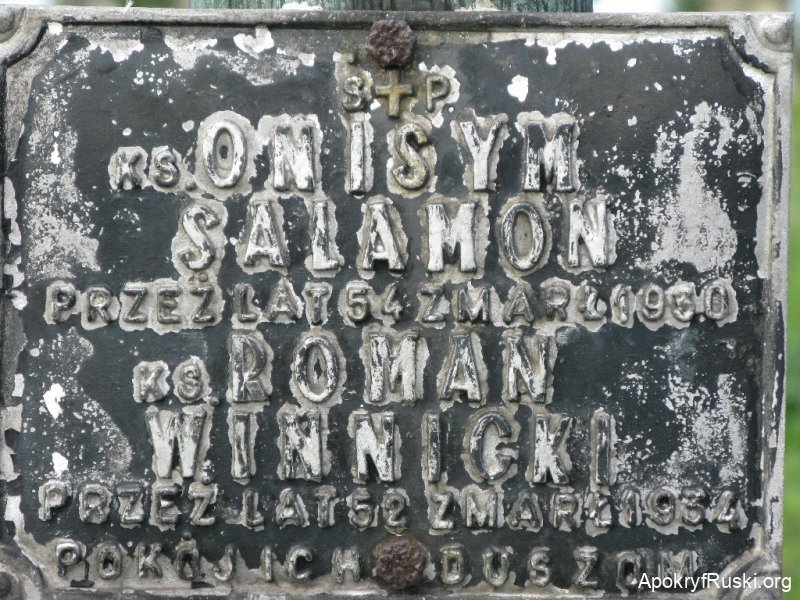 Ś + P
KS. ONISYM
SALAMON
PRZEŻ. LAT 54 ZMARŁ 1930
KS. ROMAN
WINNICKI
PRZEŻ. LAT 52 ZMARŁ 1934
POKÓJ ICH DUSZOM
ApokryfRuski.org